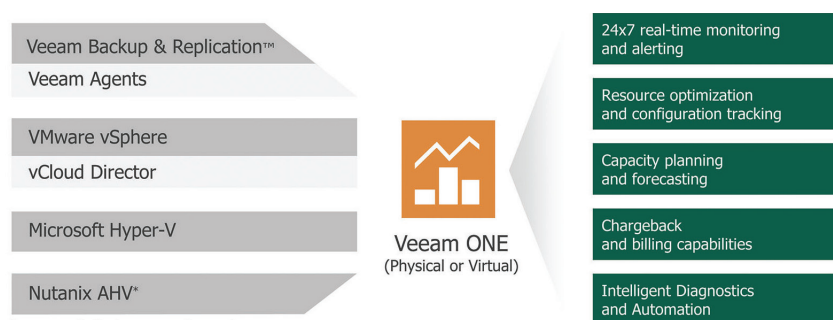 Veeam Backup & Replication™
Veeam Agents
VMware vSphere
vCloud Director
Microsoft Hyper-V
Nutanix AHV*
Veeam ONE
(Physical or Virtual)
24x7 real-time monitoring
and alerting
Resource optimization
and configuration tracking
Capacity planning
and forecasting
Chargeback
and billing capabilities
Intelligent Diagnostics
and Automation